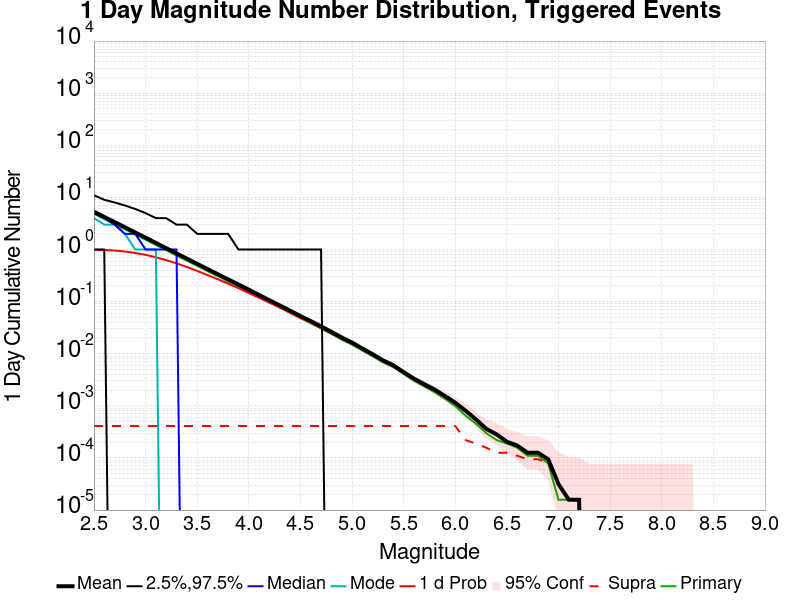 1 Day Magnitude Number Distribution, Triggered Events
1 Day Cumulative Number
10^4
10^3
10^2
10^1
10^0
10^-1
10^-2
10^-3
10^-4
10^-5
2.5 3.0 3.5 4.0 4.5 5.0 5.5 6.0 6.5 7.0 7.5 8.0 8.5 9.0
Magnitude
Mean 2.5%,97.5% Median Mode 1 d Prob 95% Conf Supra Primary